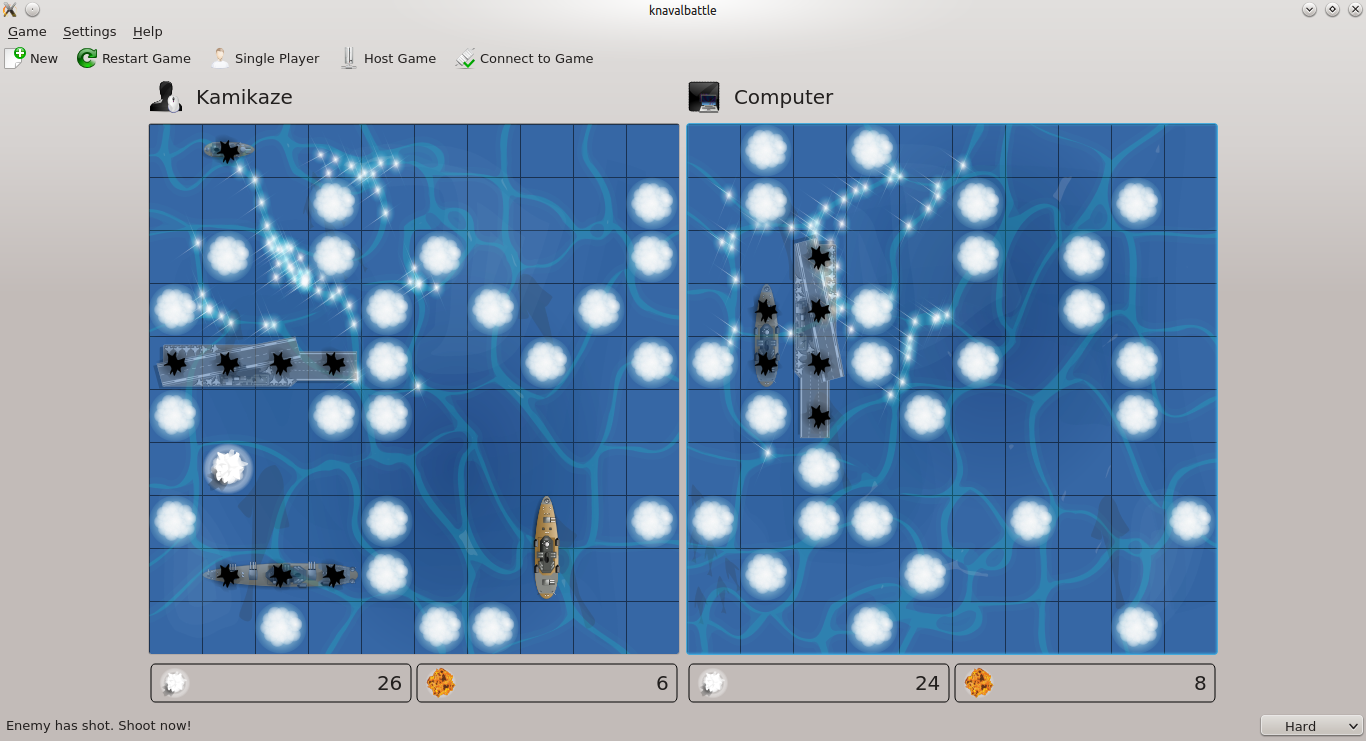 knavalbattle
Game Settings Help
New Restart Game Single Player Host Game Connect to Game
Kamikaze Computer
26 6 24 8
Enemy has shot. Shoot now! Hard